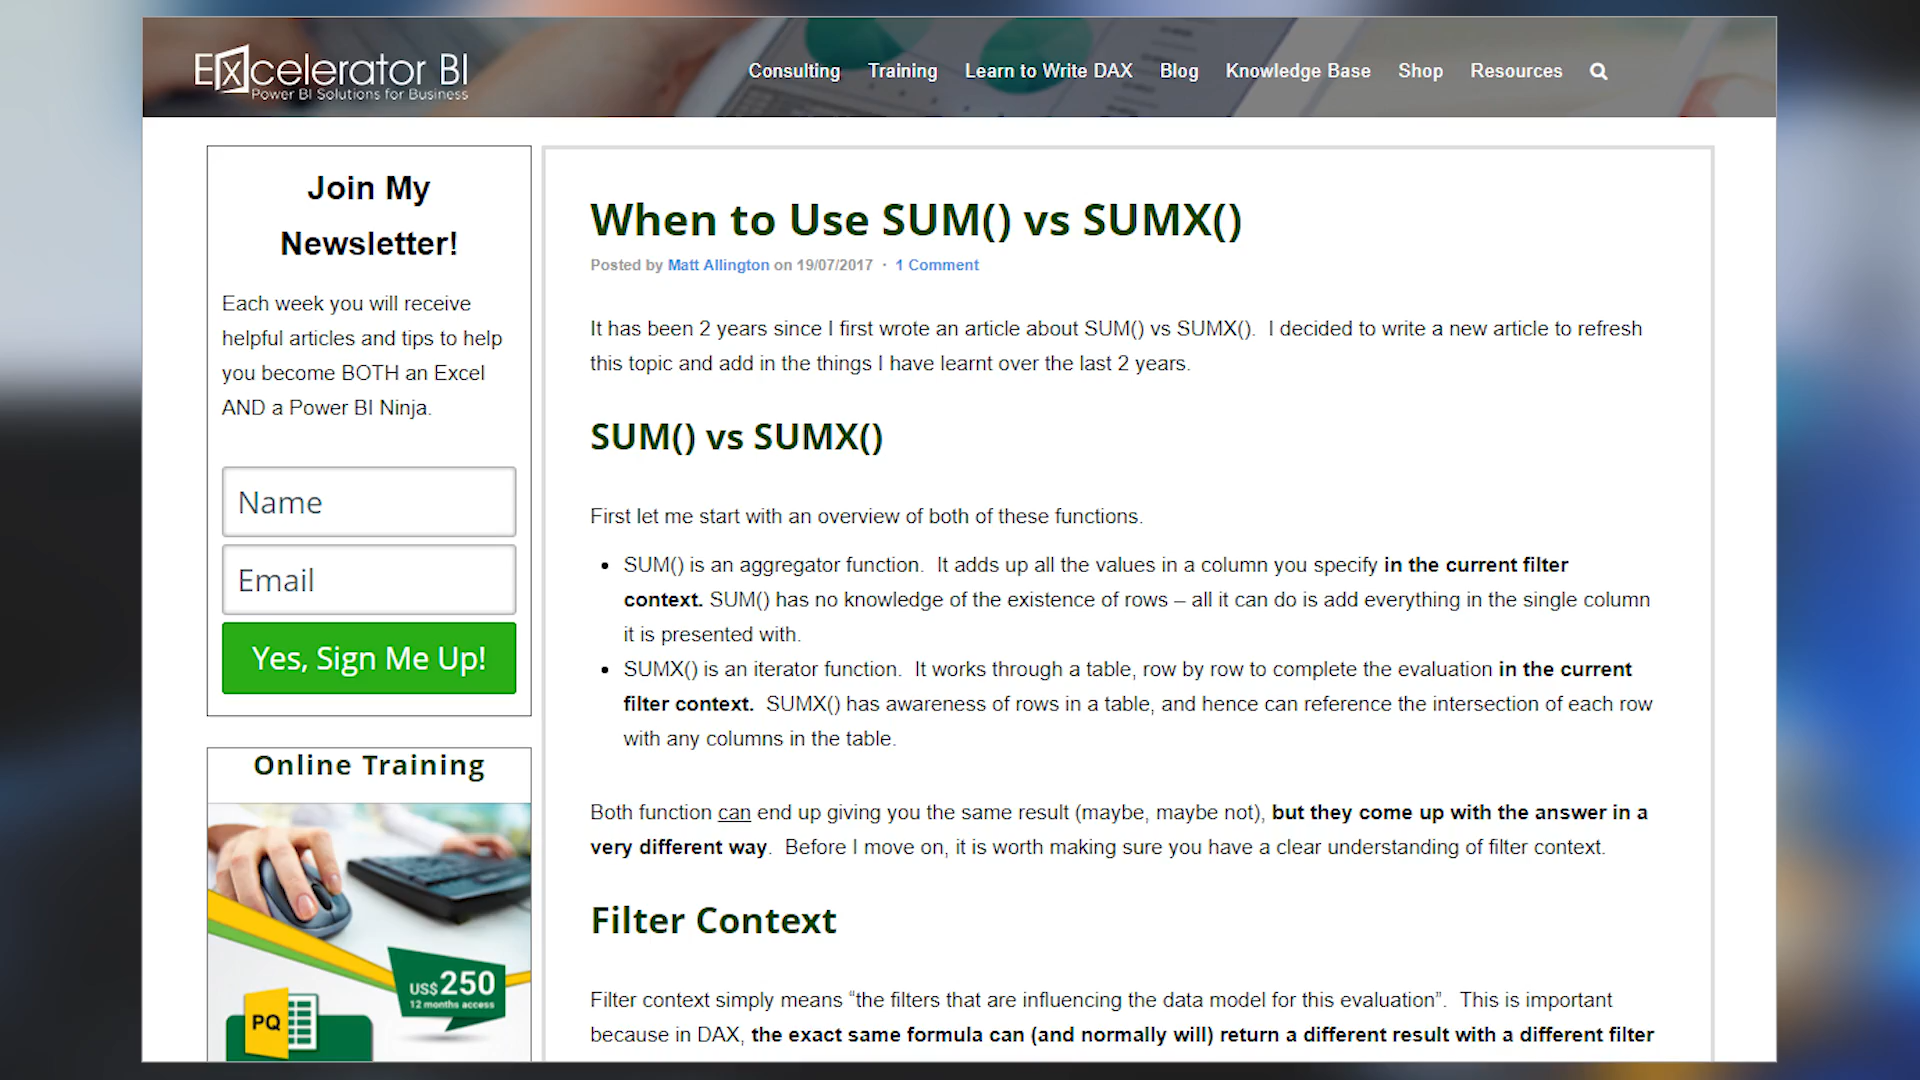 Excelerator BI
Power BI Solutions for Business
Consulting Training Learn to Write DAX Blog Knowledge Base Shop Resources
Join My
Newsletter!
Each week you will receive
helpful articles and tips to help
you become BOTH an Excel
AND a Power BI Ninja.
Name
Email
Yes, Sign Me Up!
Online Training
US$250
12 months access
PQ
When to Use SUM() vs SUMX()
Posted by Matt Allington on 19/07/2017 · 1 Comment
It has been 2 years since I first wrote an article about SUM() vs SUMX(). I decided to write a new article to refresh
this topic and add in the things I have learnt over the last 2 years.
SUM() vs SUMX()
First let me start with an overview of both of these functions.
• SUM() is an aggregator function. It adds up all the values in a column you specify in the current filter
context. SUM() has no knowledge of the existence of rows – all it can do is add everything in the single column
it is presented with.
• SUMX() is an iterator function. It works through a table, row by row to complete the evaluation in the current
filter context. SUMX() has awareness of rows in a table, and hence can reference the intersection of each row
with any columns in the table.
Both function can end up giving you the same result (maybe, maybe not), but they come up with the answer in a
very different way. Before I move on, it is worth making sure you have a clear understanding of filter context.
Filter Context
Filter context simply means “the filters that are influencing the data model for this evaluation”. This is important
because in DAX, the exact same formula can (and normally will) return a different result with a different filter